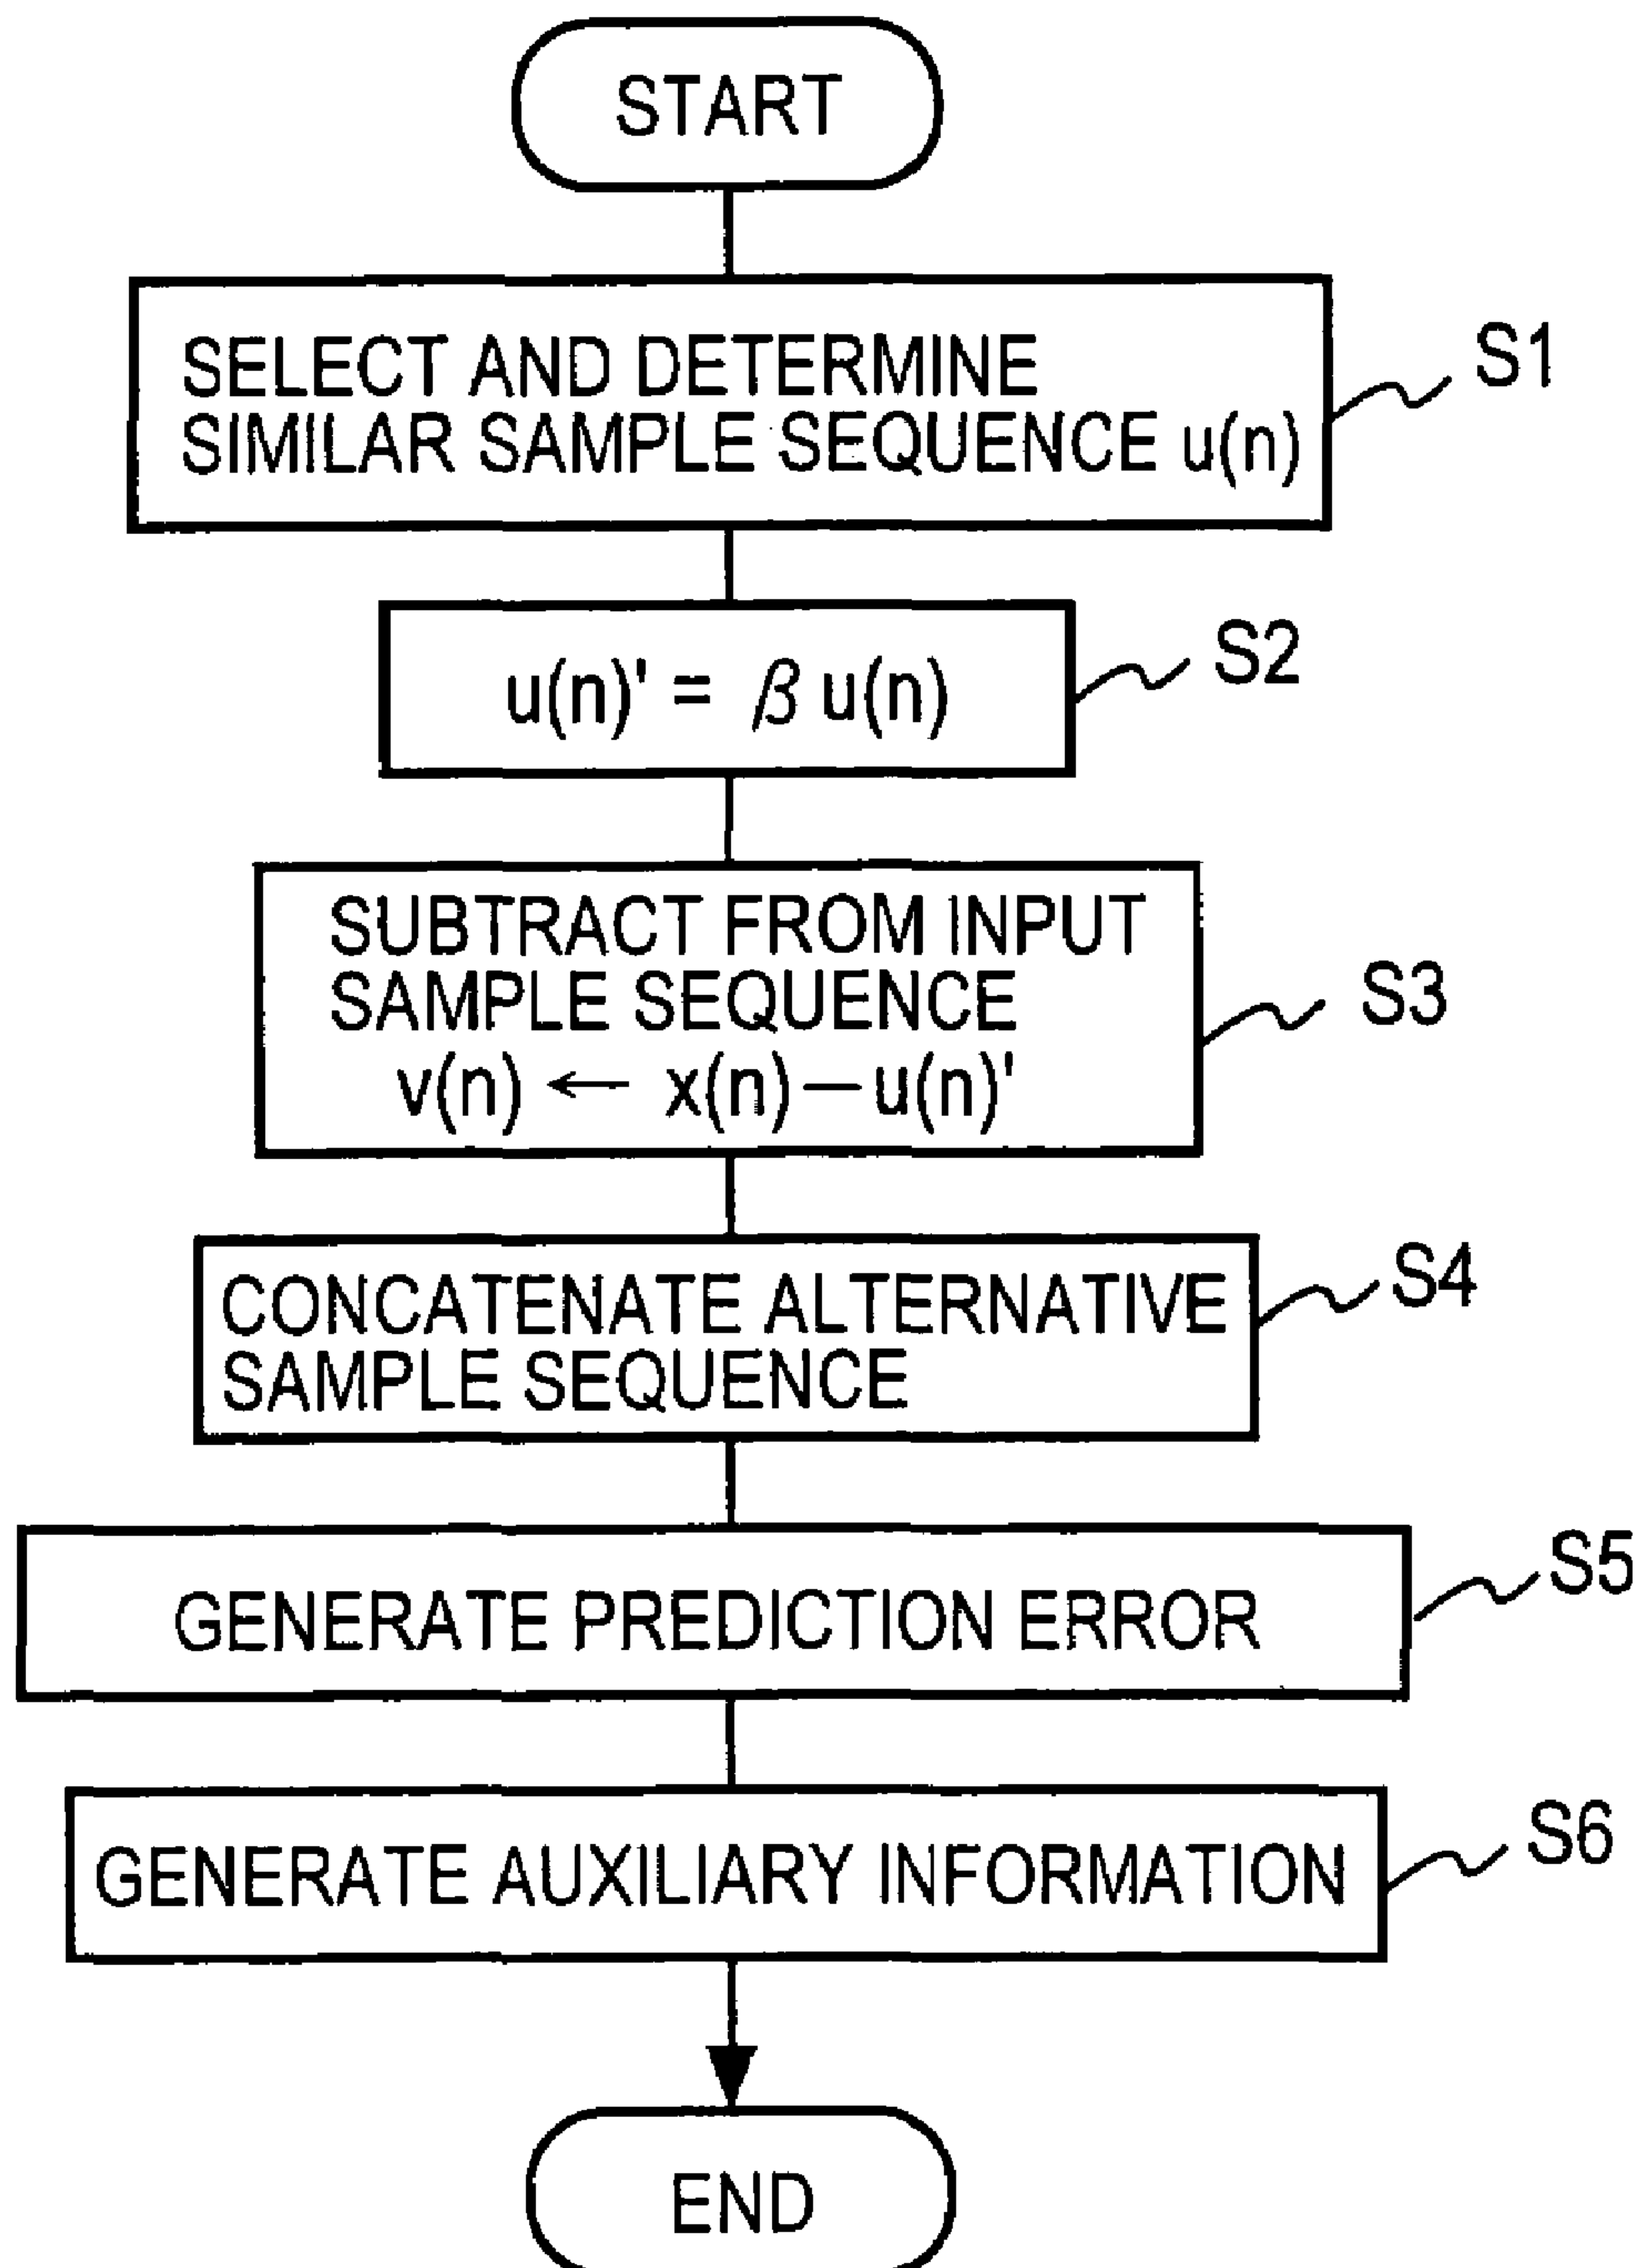 START
SELECT AND DETERMINE
SIMILAR SAMPLE SEQUENCE u(n)
S1
u(n)' = β u(n)
S2
SUBTRACT FROM INPUT
SAMPLE SEQUENCE
v(n) ← x(n) — u(n)'
S3
CONCATENATE ALTERNATIVE
SAMPLE SEQUENCE
S4
GENERATE PREDICTION ERROR
S5
GENERATE AUXILIARY INFORMATION
S6
END